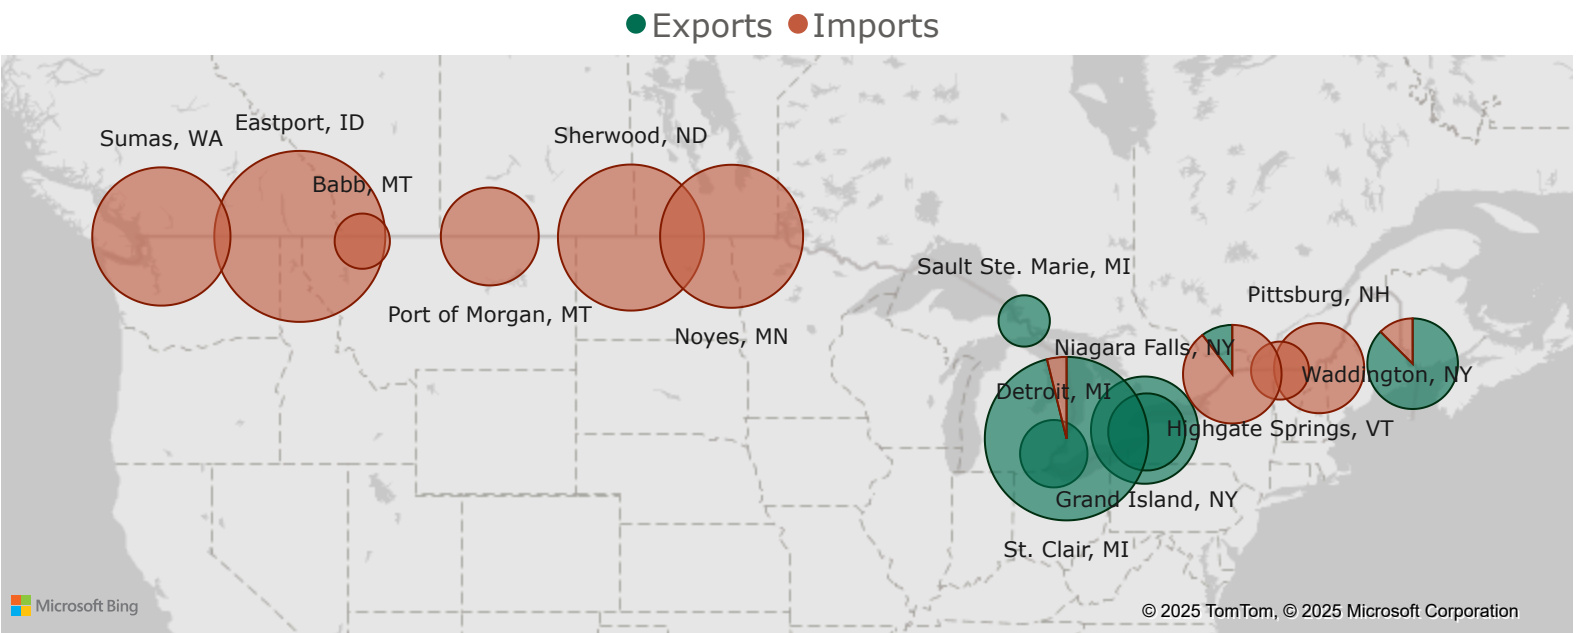 Exports Imports
Eastport, ID
Sumas, WA
Sherwood, ND
Babb, MT
Sault Ste. Marie, MI
Pittsburg, NH
Port of Morgan, MT
Noyes, MN
Niagara Falls, NY
Waddington, NY
Detroit, MI
Highgate Springs, VT
Grand Island, NY
St. Clair, MI
Microsoft Bing
© 2025 TomTom, © 2025 Microsoft Corporation